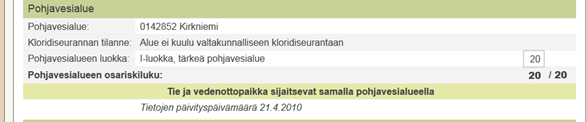 Pohjavesialue
Pohjavesialue: 0142852 Kirkniemi
Kloridiseurannan tilanne: Alue ei kuulu valtakunnalliseen kloridiseurantaan
Pohjavesialueen luokka: I-luokka, tärkeä pohjavesialue 20
Pohjavesialueen osariskiluku: 20 / 20
Tie ja vedenottopaikka sijaitsevat samalla pohjavesialueella
Tietojen päivityspäivämäärä 21.4.2010